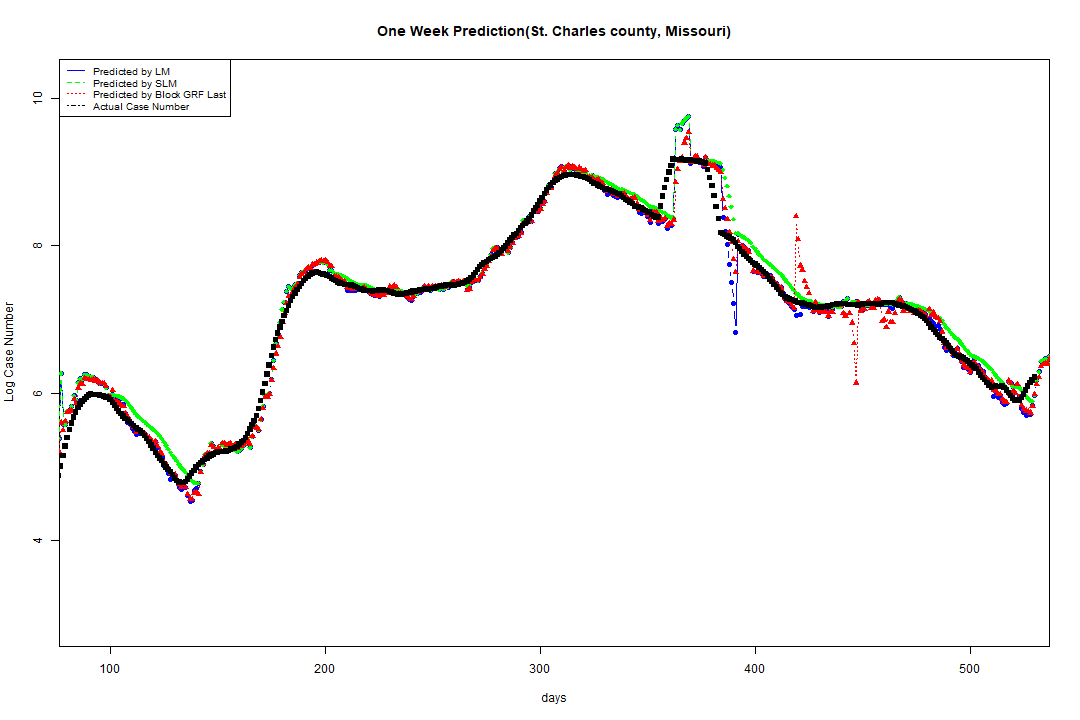 One Week Prediction(St. Charles county, Missouri)
Predicted by LM
Predicted by SLM
Predicted by Block GRF Last
Actual Case Number
10
8
6
4
Log Case Number
100 200 300 400 500
days